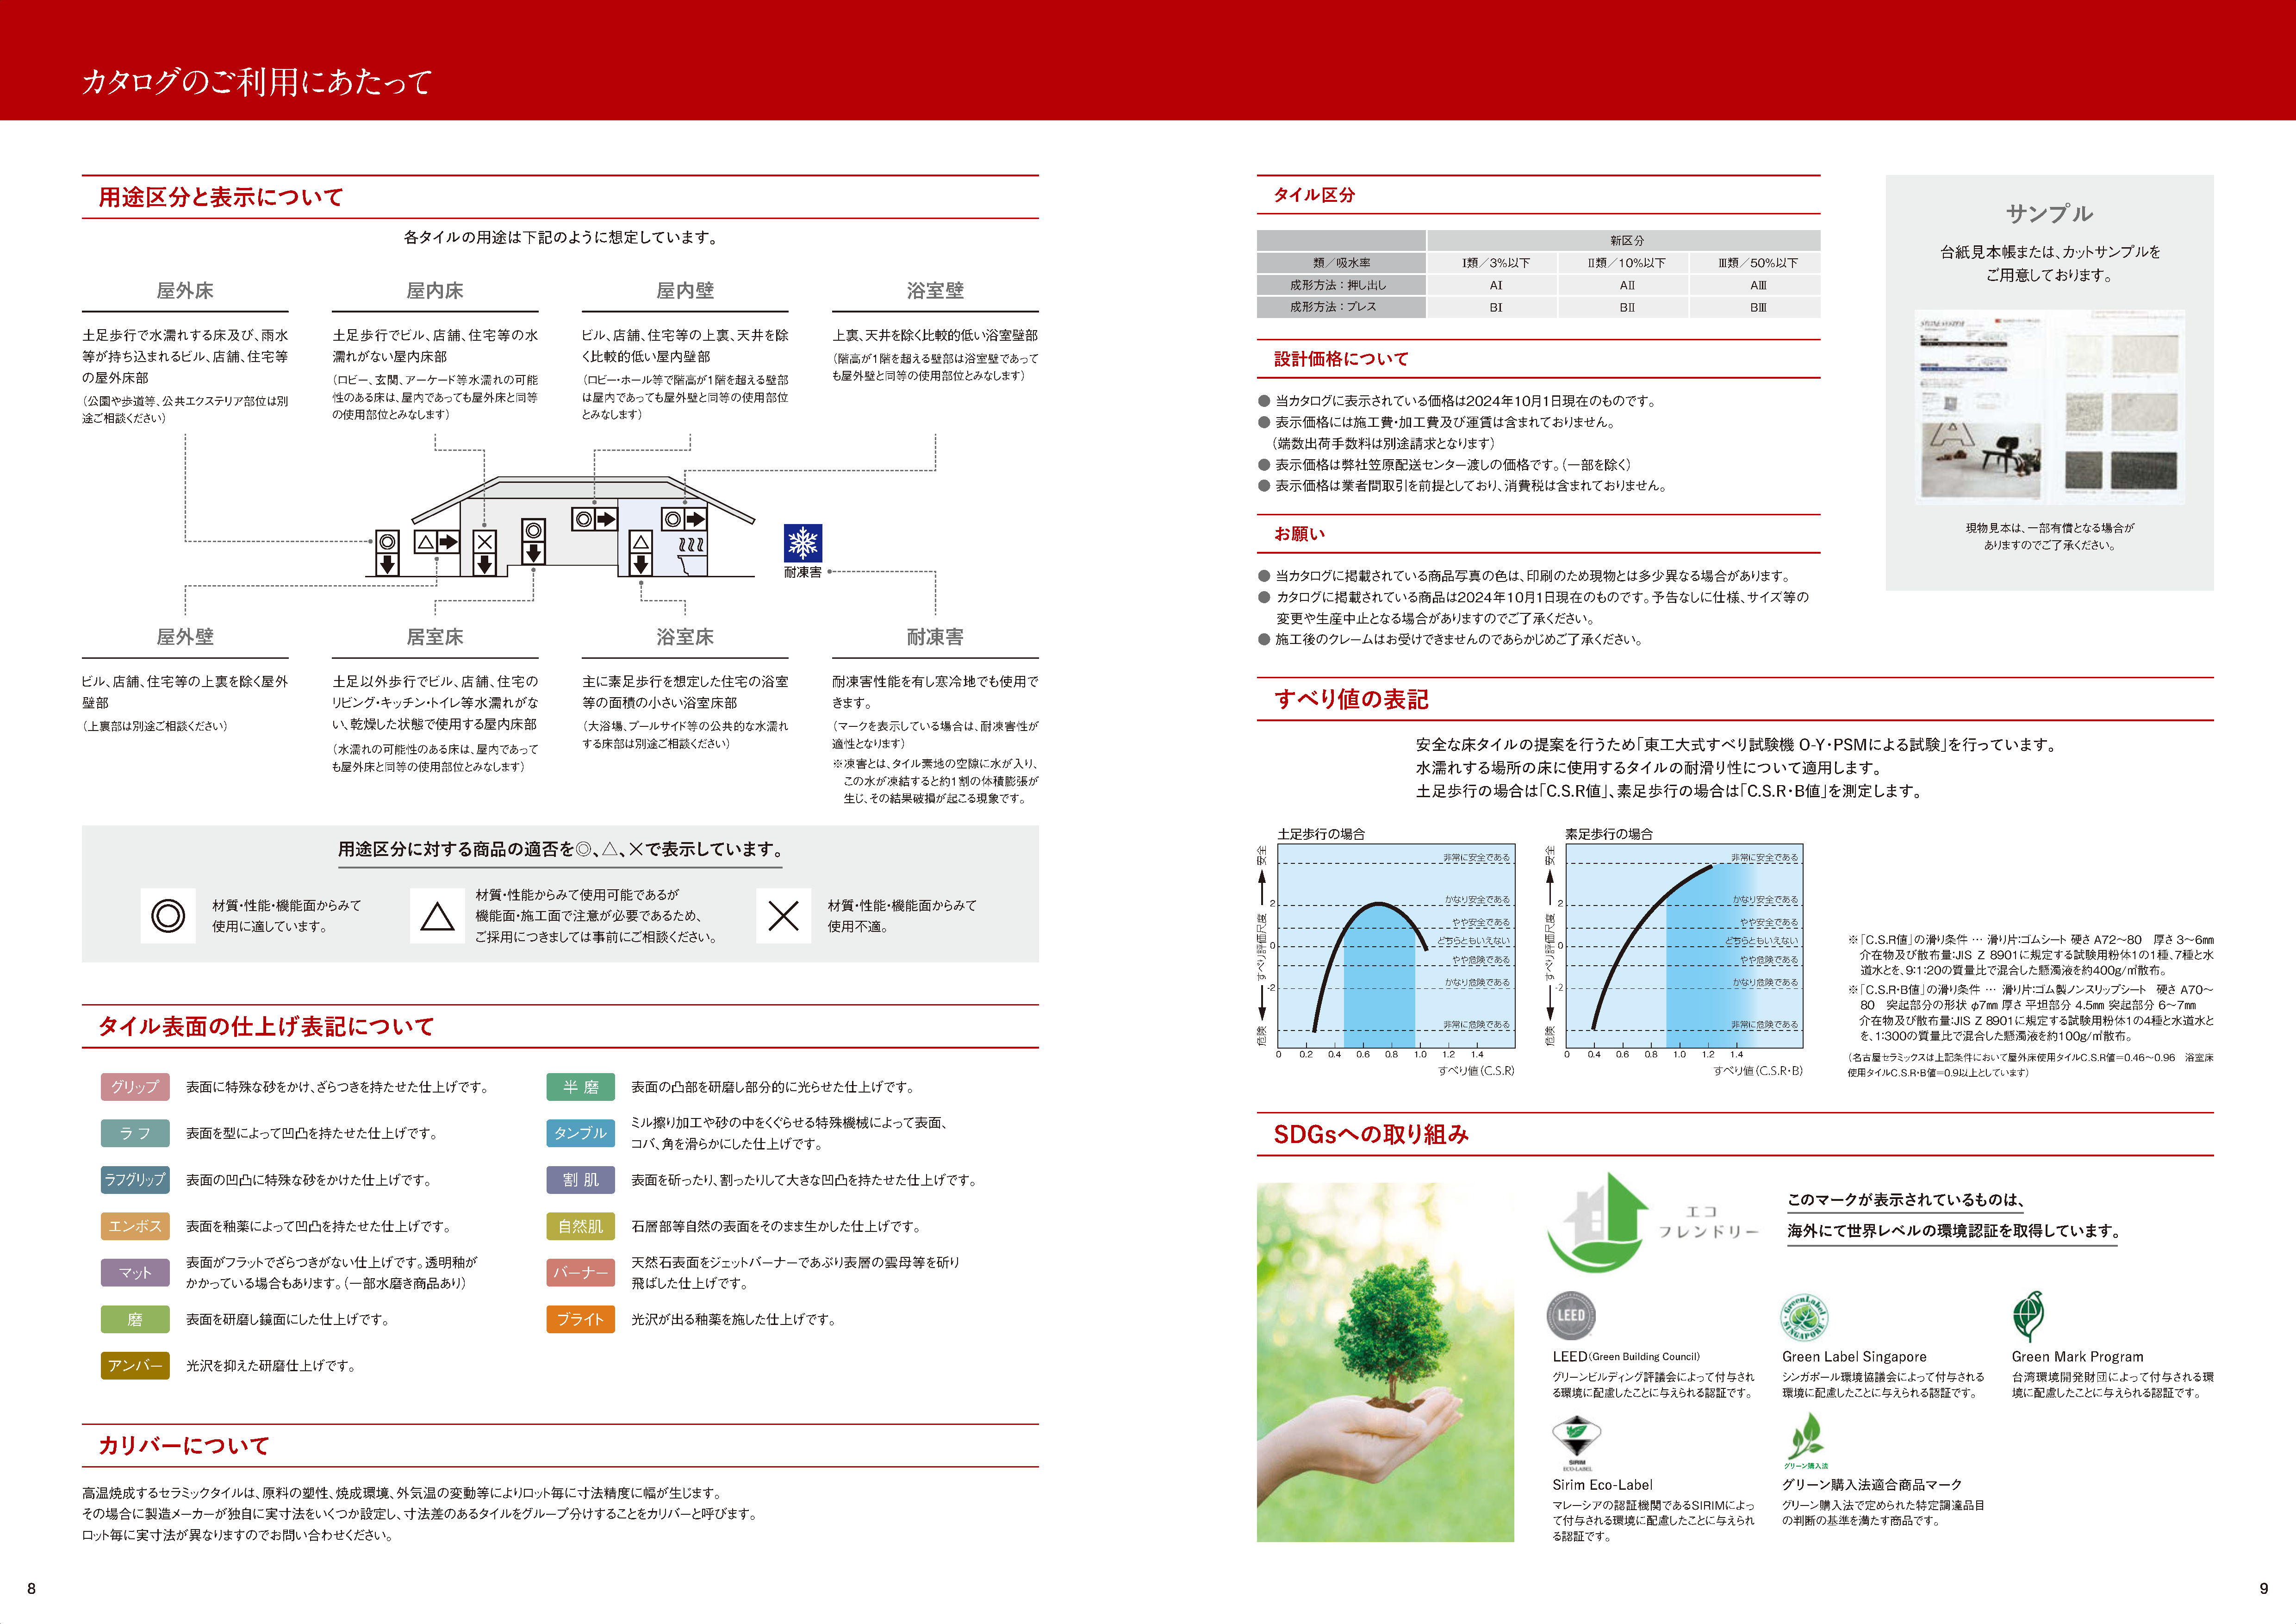 カタログのご利用にあたって
用途区分と表示について
各タイルの用途は下記のように想定しています。
屋外床
土足歩行で水濡れする床及び、雨水
等が持ち込まれるビル、店舗、住宅等
の屋外床部
（公園や歩道等、公共エクステリア部位は別
途ご相談ください）
屋内床
土足歩行でビル、店舗、住宅等の水
濡れがない屋内床部
（ロビー、玄関、アーケード等水濡れの可能
性のある床は、屋内であっても屋外床と同等
の使用部位とみなします）
屋内壁
ビル、店舗、住宅等の上裏、天井を除
く比較的低い屋内壁部
（ロビー・ホール等で階高が1階を超える壁部
は屋内であっても屋外壁と同等の使用部位
とみなします）
浴室壁
上裏、天井を除く比較的低い浴室壁部
（階高が1階を超える壁部は浴室壁であって
も屋外壁と同等の使用部位とみなします）
耐凍害
屋外壁
ビル、店舗、住宅等の上裏を除く屋外
壁部
（上裏部は別途ご相談ください）
居室床
土足以外歩行でビル、店舗、住宅の
リビング・キッチン・トイレ等水濡れがな
い、乾燥した状態で使用する屋内床部
（水濡れの可能性のある床は、屋内であって
も屋外床と同等の使用部位とみなします）
浴室床
主に素足歩行を想定した住宅の浴室
等の面積の小さい浴室床部
（大浴場、プールサイド等の公共的な水濡れ
する床部は別途ご相談ください）
耐凍害
耐凍害性能を有し寒冷地でも使用で
きます。
（マークを表示している場合は、耐凍害性が
適性となります）
※凍害とは、タイル素地の空隙に水が入り、
この水が凍結すると約1割の体積膨張が
生じ、その結果破損が起こる現象です。
用途区分に対する商品の適否を◎、△、×で表示しています。
◎ 材質・性能・機能面からみて
使用に適しています。
△ 材質・性能からみて使用可能であるが
機能面・施工面で注意が必要であるため、
ご採用につきましては事前にご相談ください。
× 材質・性能・機能面からみて
使用不適。
タイル表面の仕上げ表記について
グリップ 表面に特殊な砂をかけ、ざらつきを持たせた仕上げです。
ラフ 表面を型によって凹凸を持たせた仕上げです。
ラフグリップ 表面の凹凸に特殊な砂をかけた仕上げです。
エンボス 表面を釉薬によって凹凸を持たせた仕上げです。
マット 表面がフラットでざらつきがない仕上げです。透明釉が
かかっている場合もあります。（一部水磨き商品あり）
磨 表面を研磨し鏡面にした仕上げです。
アンバー 光沢を抑えた研磨仕上げです。
半磨 表面の凸部を研磨し部分的に光らせた仕上げです。
タンブル ミル擦り加工や砂の中をくぐらせる特殊機械によって表面、
コバ、角を滑らかにした仕上げです。
割肌 表面を斫ったり、割ったりして大きな凹凸を持たせた仕上げです。
自然肌 石層部等自然の表面をそのまま生かした仕上げです。
バーナー 天然石表面をジェットバーナーであぶり表層の雲母等を斫り
飛ばした仕上げです。
ブライト 光沢が出る釉薬を施した仕上げです。
カリバーについて
高温焼成するセラミックタイルは、原料の塑性、焼成環境、外気温の変動等によりロット毎に寸法精度に幅が生じます。
その場合に製造メーカーが独自に実寸法をいくつか設定し、寸法差のあるタイルをグループ分けすることをカリバーと呼びます。
ロット毎に実寸法が異なりますのでお問い合わせください。
8
タイル区分
新区分
類／吸水率 Ⅰ類／3%以下 Ⅱ類／10%以下 Ⅲ類／50%以下
成形方法：押し出し AⅠ AⅡ AⅢ
成形方法：プレス BⅠ BⅡ BⅢ
設計価格について
● 当カタログに表示されている価格は2024年10月1日現在のものです。
● 表示価格には施工費・加工費及び運賃は含まれておりません。
（端数出荷手数料は別途請求となります）
● 表示価格は弊社笠原配送センター渡しの価格です。（一部を除く）
● 表示価格は業者間取引を前提としており、消費税は含まれておりません。
お願い
● 当カタログに掲載されている商品写真の色は、印刷のため現物とは多少異なる場合があります。
● カタログに掲載されている商品は2024年10月1日現在のものです。予告なしに仕様、サイズ等の
変更や生産中止となる場合がありますのでご了承ください。
● 施工後のクレームはお受けできませんのであらかじめご了承ください。
サンプル
台紙見本帳または、カットサンプルを
ご用意しております。
STONE SYSTEM
現物見本は、一部有償となる場合が
ありますのでご了承ください。
すべり値の表記
安全な床タイルの提案を行うため「東工大式すべり試験機 O-Y・PSMによる試験」を行っています。
水濡れする場所の床に使用するタイルの耐滑り性について適用します。
土足歩行の場合は「C.S.R値」、素足歩行の場合は「C.S.R・B値」を測定します。
土足歩行の場合
安全
すべり評価尺度
危険
2
0
-2
非常に安全である
かなり安全である
やや安全である
どちらともいえない
やや危険である
かなり危険である
非常に危険である
0 0.2 0.4 0.6 0.8 1.0 1.2 1.4
すべり値（C.S.R）
素足歩行の場合
安全
すべり評価尺度
危険
2
0
-2
非常に安全である
かなり安全である
やや安全である
どちらともいえない
やや危険である
かなり危険である
非常に危険である
0 0.4 0.6 0.8 1.0 1.2 1.4
すべり値（C.S.R・B）
※「C.S.R値」の滑り条件 … 滑り片:ゴムシート 硬さ A72～80 厚さ 3～6㎜
介在物及び散布量:JIS Z 8901に規定する試験用粉体1の1種、7種と水
道水とを、9:1:20の質量比で混合した懸濁液を約400g/㎡散布。
※「C.S.R・B値」の滑り条件 … 滑り片:ゴム製ノンスリップシート 硬さ A70～
80 突起部分の形状 φ7㎜ 厚さ 平坦部分 4.5㎜ 突起部分 6～7㎜
介在物及び散布量:JIS Z 8901に規定する試験用粉体1の4種と水道水と
を、1:300の質量比で混合した懸濁液を約100g/㎡散布。
（名古屋セラミックスは上記条件において屋外床使用タイルC.S.R値=0.46～0.96 浴室床
使用タイルC.S.R・B値=0.9以上としています）
SDGsへの取り組み
エコ
フレンドリー
このマークが表示されているものは、
海外にて世界レベルの環境認証を取得しています。
LEED
LEED（Green Building Council）
グリーンビルディング評議会によって付与され
る環境に配慮したことに与えられる認証です。
GreenLabel
SINGAPORE
Green Label Singapore
シンガポール環境協議会によって付与される
環境に配慮したことに与えられる認証です。
Green Mark Program
台湾環境開発財団によって付与される環
境に配慮したことに与えられる認証です。
SIRIM
ECO-LABEL
Sirim Eco-Label
マレーシアの認証機関であるSIRIMによっ
て付与される環境に配慮したことに与えられ
る認証です。
グリーン購入法
グリーン購入法適合商品マーク
グリーン購入法で定められた特定調達品目
の判断の基準を満たす商品です。
9